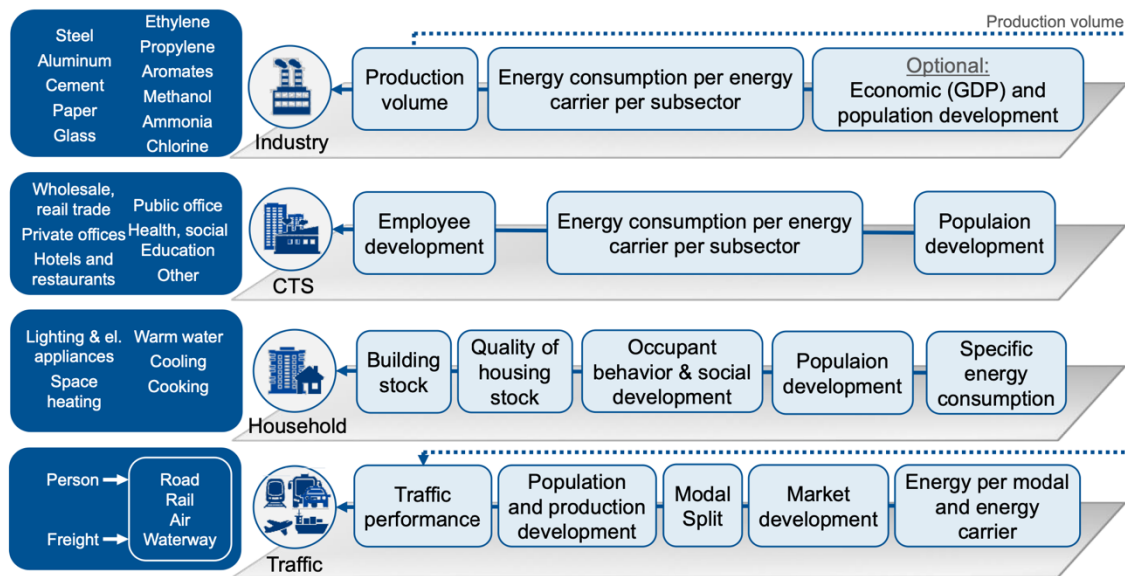 Steel
Aluminum
Cement
Paper
Glass
Ethylene
Propylene
Aromates
Methanol
Ammonia
Chlorine
Industry
Production
volume
Energy consumption per energy
carrier per subsector
Optional:
Economic (GDP) and
population development
Production volume
Wholesale,
reail trade
Private offices
Hotels and
restaurants
Public office
Health, social
Education
Other
CTS
Employee
development
Energy consumption per energy
carrier per subsector
Populaion
development
Lighting & el.
appliances
Space
heating
Warm water
Cooling
Cooking
Household
Building
stock
Quality of
housing
stock
Occupant
behavior & social
development
Populaion
development
Specific
energy
consumption
Person
Freight
Road
Rail
Air
Waterway
Traffic
Traffic
performance
Population
and production
development
Modal
Split
Market
development
Energy per modal
and energy
carrier